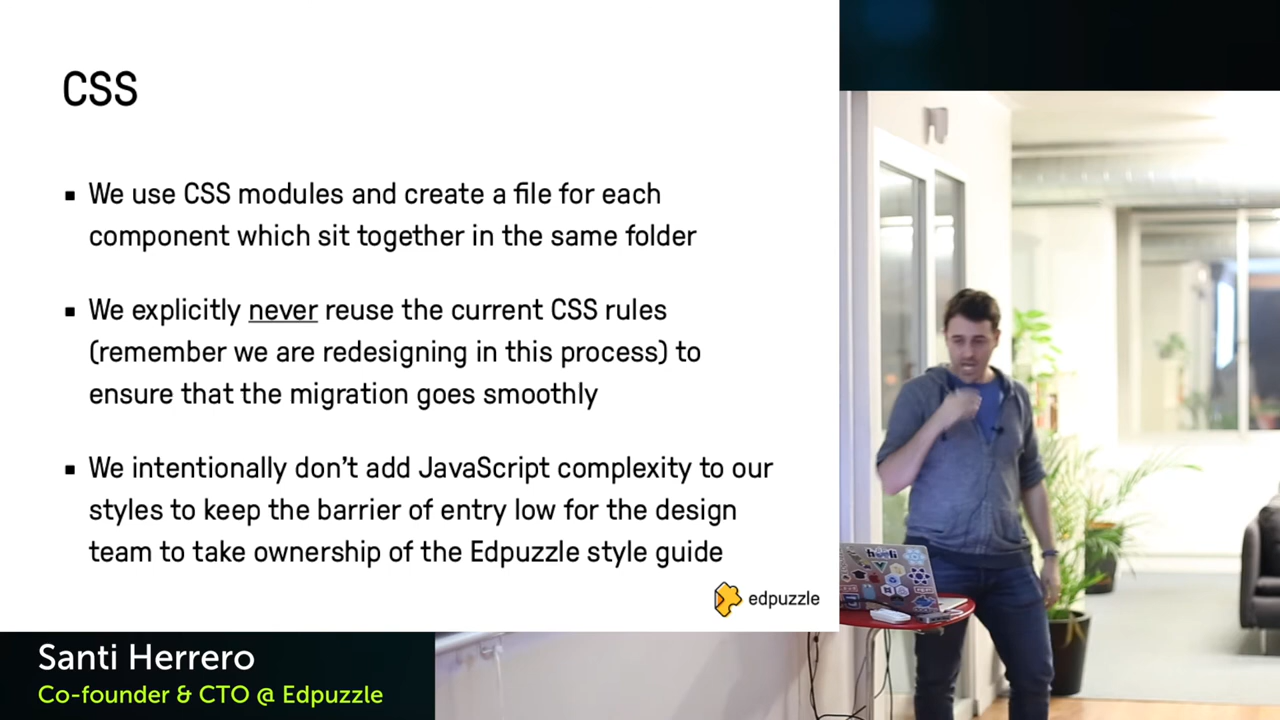 CSS
▪ We use CSS modules and create a file for each
component which sit together in the same folder
▪ We explicitly never reuse the current CSS rules
(remember we are redesigning in this process) to
ensure that the migration goes smoothly
▪ We intentionally don’t add JavaScript complexity to our
styles to keep the barrier of entry low for the design
team to take ownership of the Edpuzzle style guide
edpuzzle
hooli
Santi Herrero
Co-founder & CTO @ Edpuzzle